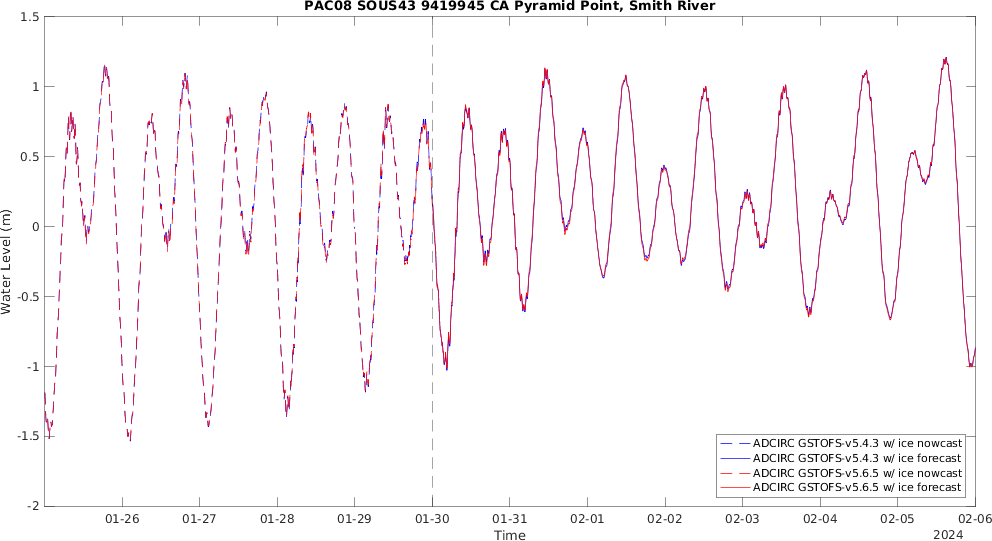 PAC08 SOUS43 9419945 CA Pyramid Point, Smith River
1.5
1
0.5
0
-0.5
-1
-1.5
-2
Water Level (m)
ADCIRC GSTOFS-v5.4.3 w/ ice nowcast
ADCIRC GSTOFS-v5.4.3 w/ ice forecast
ADCIRC GSTOFS-v5.6.5 w/ ice nowcast
ADCIRC GSTOFS-v5.6.5 w/ ice forecast
01-26 01-27 01-28 01-29 01-30 01-31 02-01 02-02 02-03 02-04 02-05 02-06
Time
2024